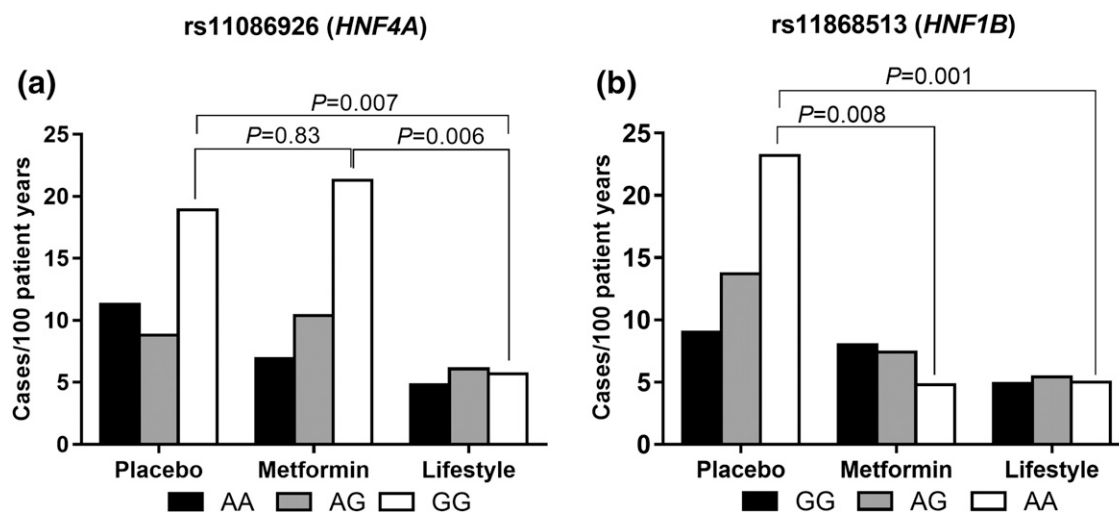 rs11086926 (HNF4A)
(a)
P=0.007
P=0.83
P=0.006
Cases/100 patient years
25
20
15
10
5
0
Placebo
Metformin
Lifestyle
AA
AG
GG
rs11868513 (HNF1B)
(b)
P=0.001
P=0.008
Cases/100 patient years
25
20
15
10
5
0
Placebo
Metformin
Lifestyle
GG
AG
AA